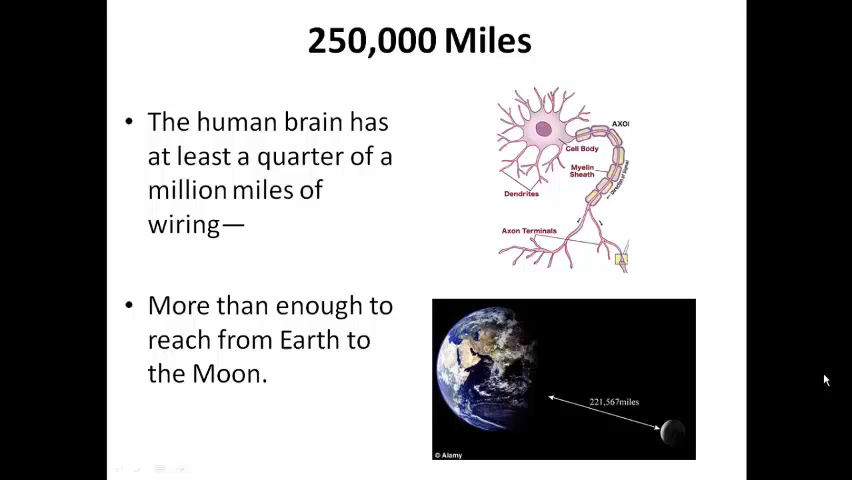 250,000 Miles
• The human brain has
at least a quarter of a
million miles of
wiring—
• More than enough to
reach from Earth to
the Moon.
Cell Body
Myelin
Sheath
Dendrites
Axon Terminals
221,567miles
© Alamy